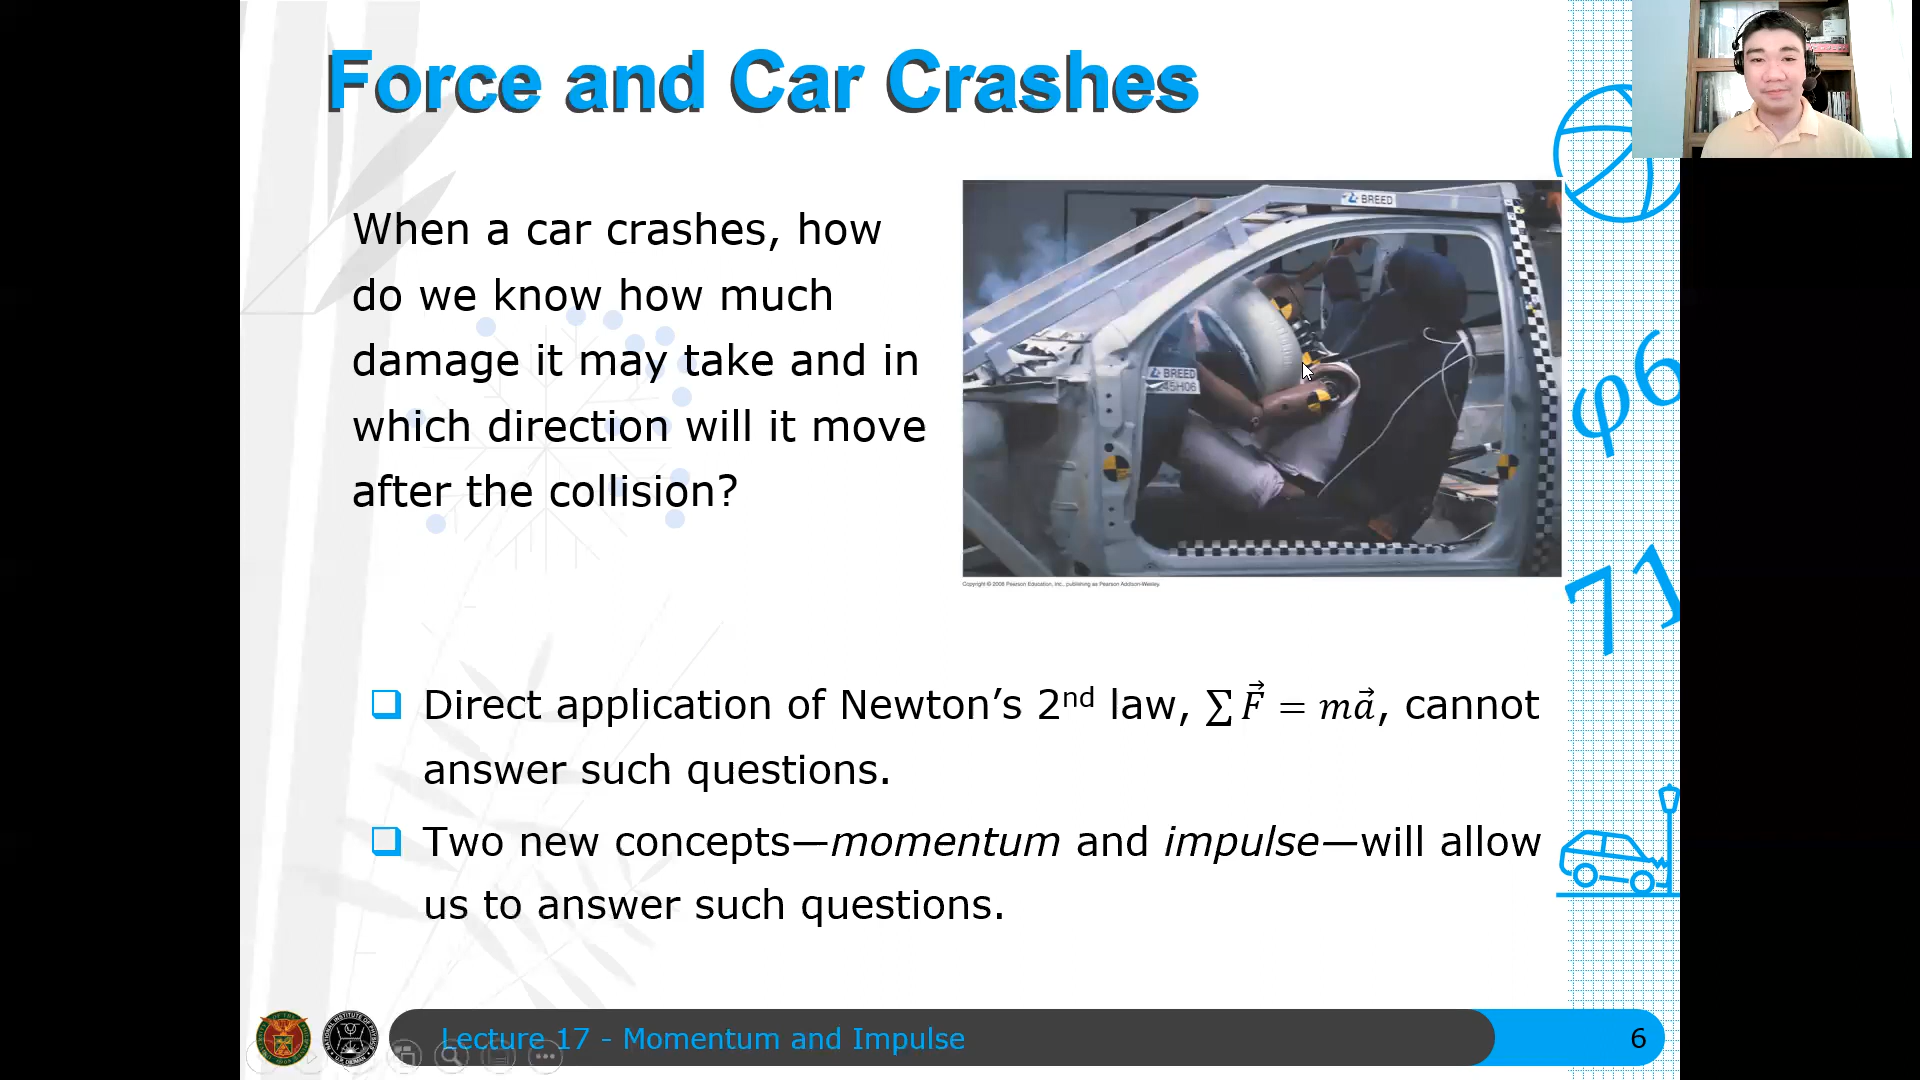 Force and Car Crashes
When a car crashes, how
do we know how much
damage it may take and in
which direction will it move
after the collision?
BREED
BREED
45H06
Copyright © 2008 Pearson Education, Inc., publishing as Pearson Addison-Wesley.
❑ Direct application of Newton’s 2nd law, ∑F⃗ = ma⃗, cannot
answer such questions.
❑ Two new concepts—momentum and impulse—will allow
us to answer such questions.
φ6
71
Lecture 17 - Momentum and Impulse
6